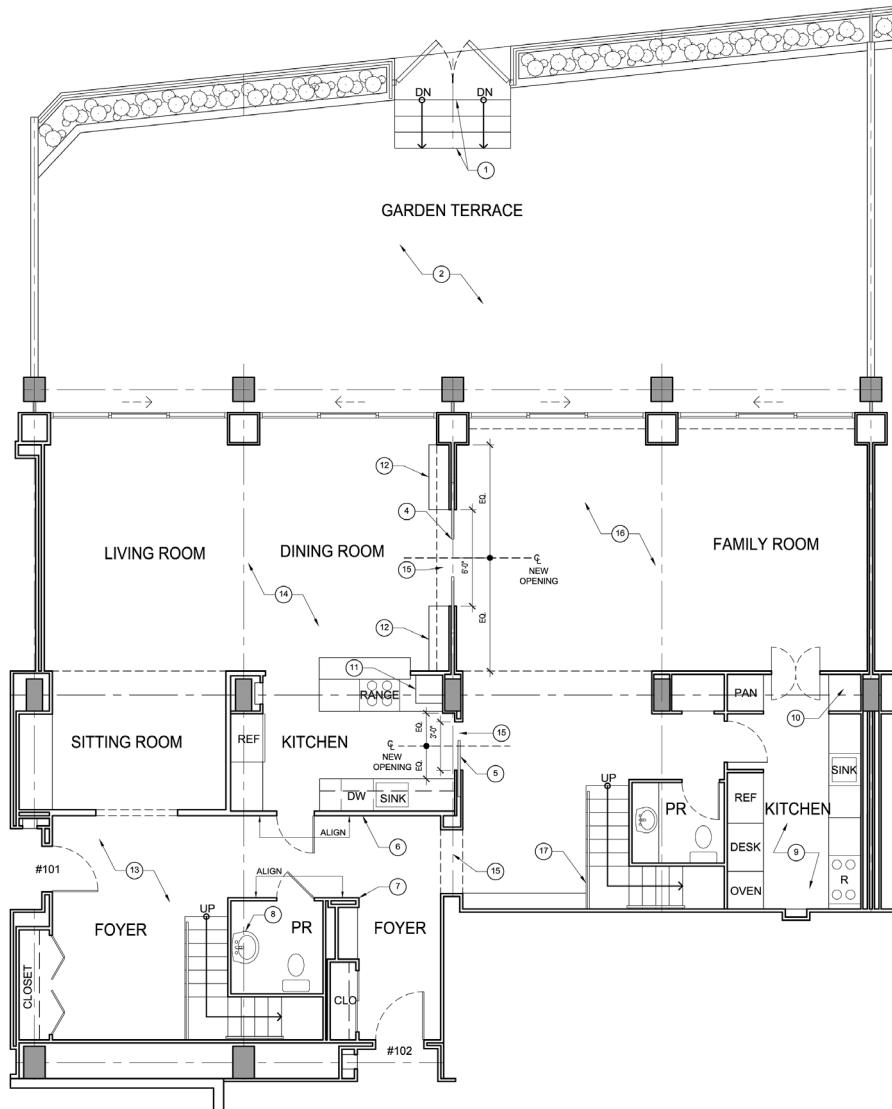 DN
DN
1
GARDEN TERRACE
2
12
EQ.
4
16
LIVING ROOM
DINING ROOM
FAMILY ROOM
15
6'-0"
℄
NEW
OPENING
14
12
EQ.
11
RANGE
PAN
10
SITTING ROOM
REF
KITCHEN
℄
NEW
OPENING
EQ.
3'-0"
EQ.
15
5
SINK
DW
SINK
UP
PR
REF
KITCHEN
ALIGN
6
DESK
#101
13
ALIGN
7
15
17
9
OVEN
R
UP
8
PR
FOYER
FOYER
CLOSET
CLO
#102